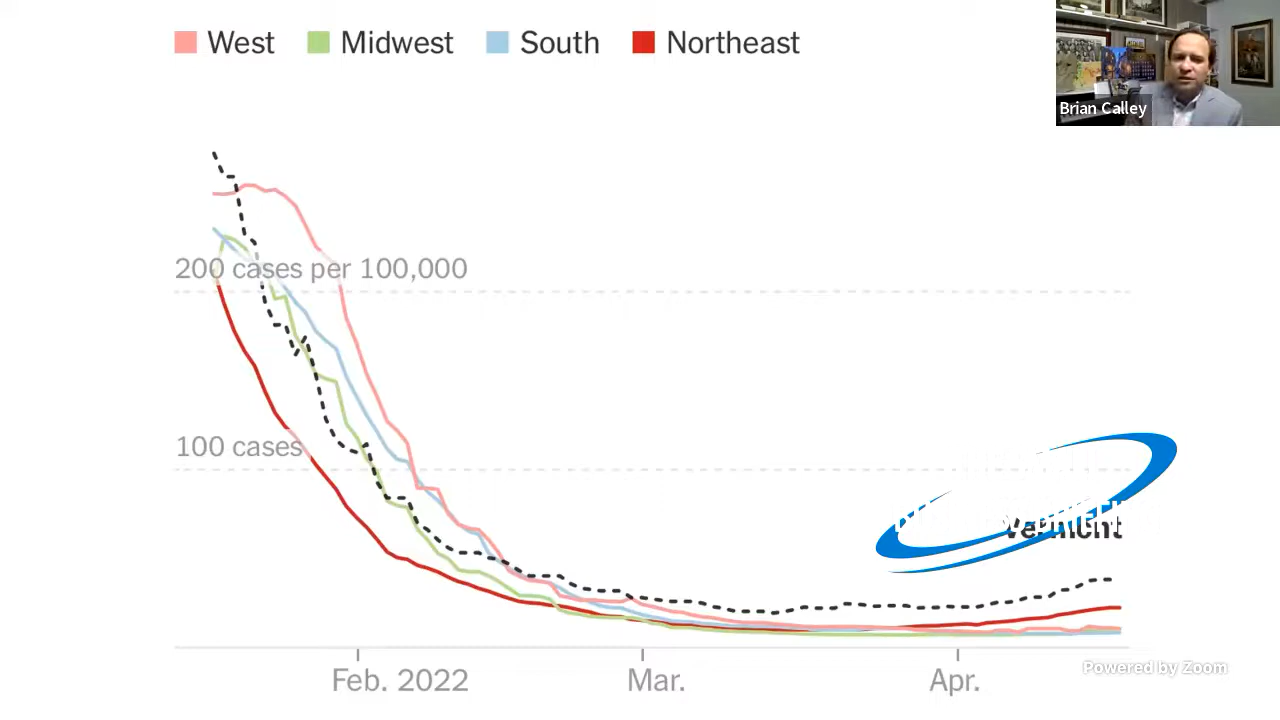 West Midwest South Northeast
Brian Calley
200 cases per 100,000
100 cases
Vermont
Feb. 2022 Mar. Apr.
Powered by Zoom